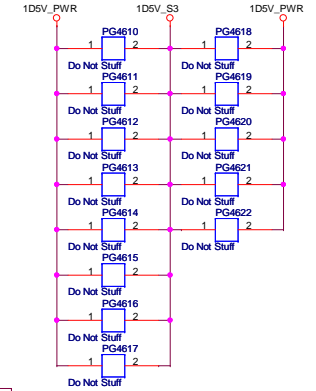 1D5V_PWR 1D5V_S3 1D5V_PWR
PG4610 PG4618
1 2 1 2
Do Not Stuff Do Not Stuff
PG4611 PG4619
1 2 1 2
Do Not Stuff Do Not Stuff
PG4612 PG4620
1 2 1 2
Do Not Stuff Do Not Stuff
PG4613 PG4621
1 2 1 2
Do Not Stuff Do Not Stuff
PG4614 PG4622
1 2 1 2
Do Not Stuff Do Not Stuff
PG4615
1 2
Do Not Stuff
PG4616
1 2
Do Not Stuff
PG4617
1 2
Do Not Stuff